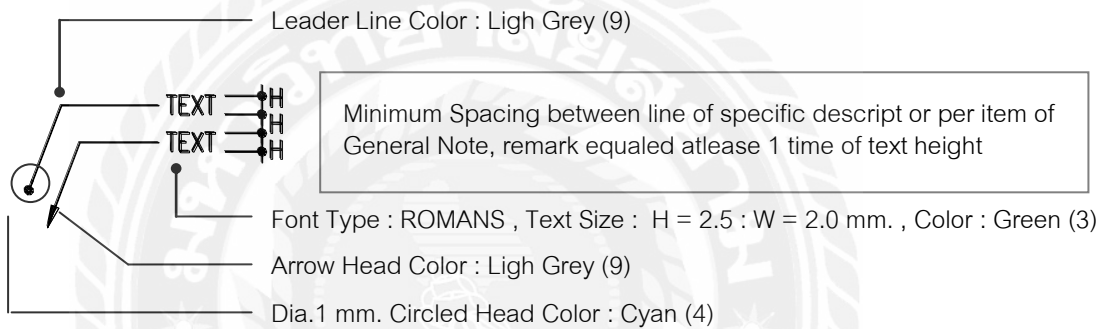 Leader Line Color : Ligh Grey (9)
TEXT H
H
TEXT H
Minimum Spacing between line of specific descript or per item of
General Note, remark equaled atlease 1 time of text height
Font Type : ROMANS , Text Size :  H = 2.5 : W = 2.0 mm. , Color : Green (3)
Arrow Head Color : Ligh Grey (9)
Dia.1 mm. Circled Head Color : Cyan (4)